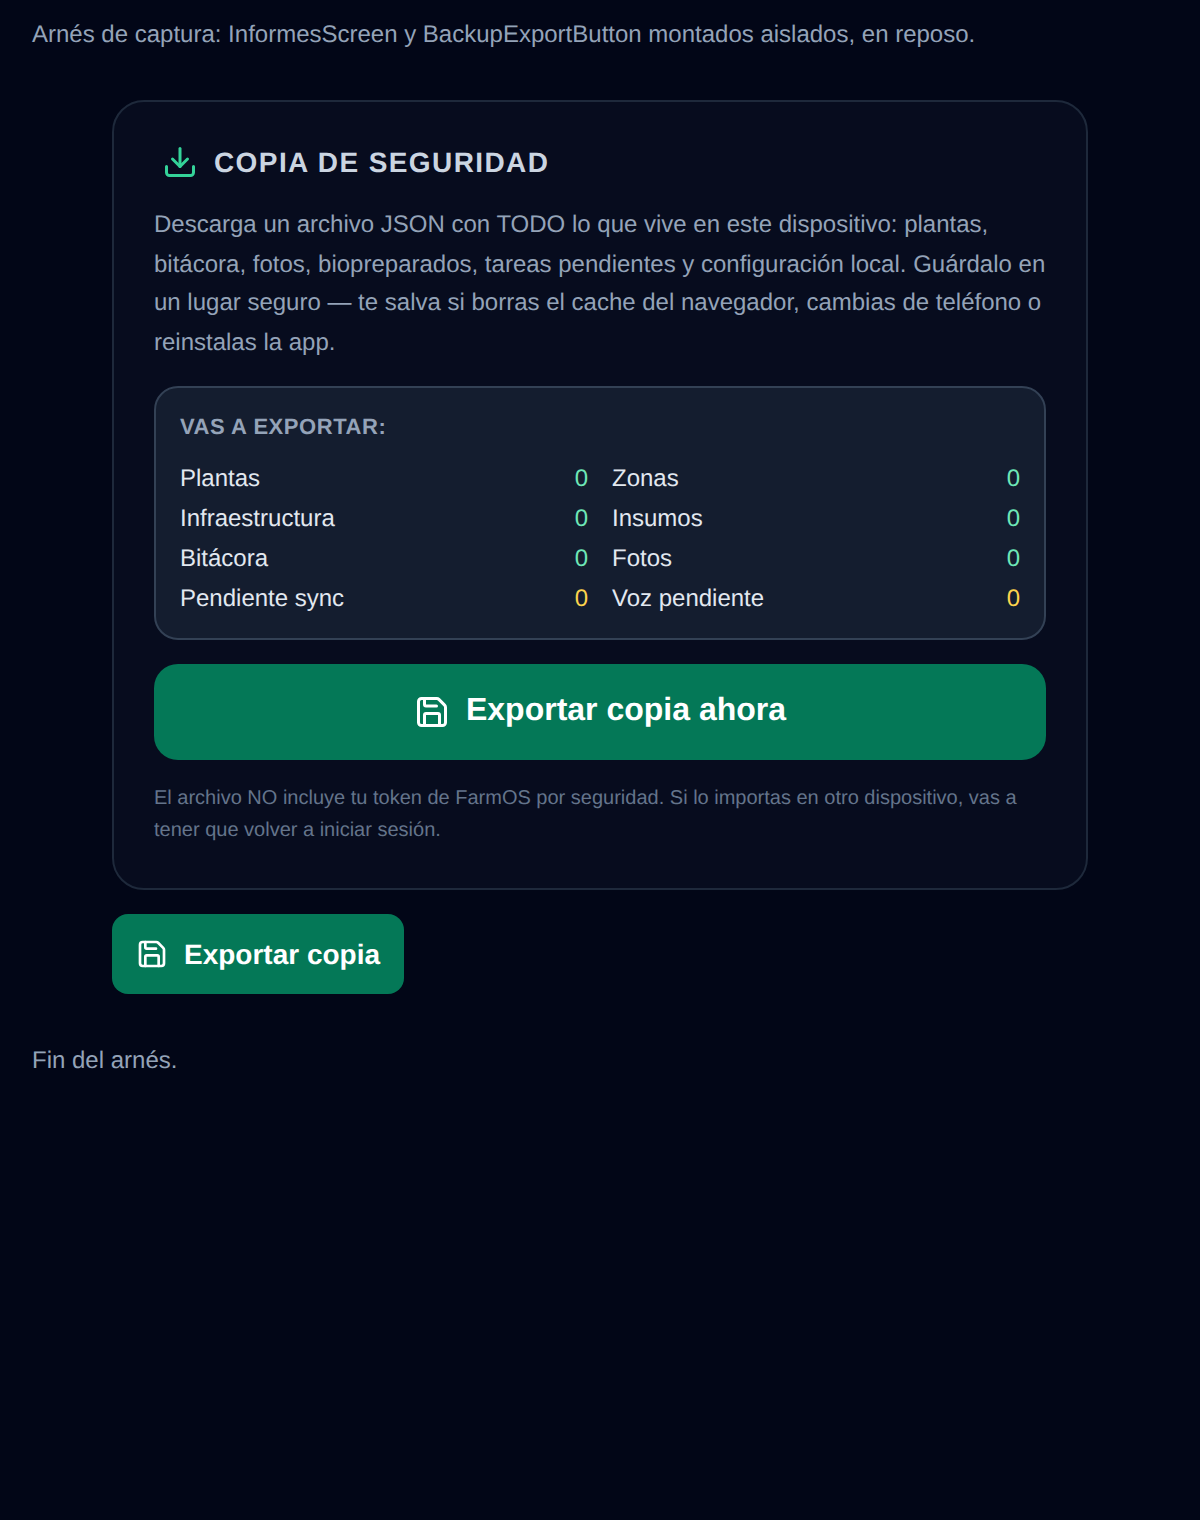 Arnés de captura: InformesScreen y BackupExportButton montados aislados, en reposo.
COPIA DE SEGURIDAD
Descarga un archivo JSON con TODO lo que vive en este dispositivo: plantas,
bitácora, fotos, biopreparados, tareas pendientes y configuración local. Guárdalo en
un lugar seguro — te salva si borras el cache del navegador, cambias de teléfono o
reinstalas la app.
VAS A EXPORTAR:
Plantas 0 Zonas 0
Infraestructura 0 Insumos 0
Bitácora 0 Fotos 0
Pendiente sync 0 Voz pendiente 0
Exportar copia ahora
El archivo NO incluye tu token de FarmOS por seguridad. Si lo importas en otro dispositivo, vas a
tener que volver a iniciar sesión.
Exportar copia
Fin del arnés.